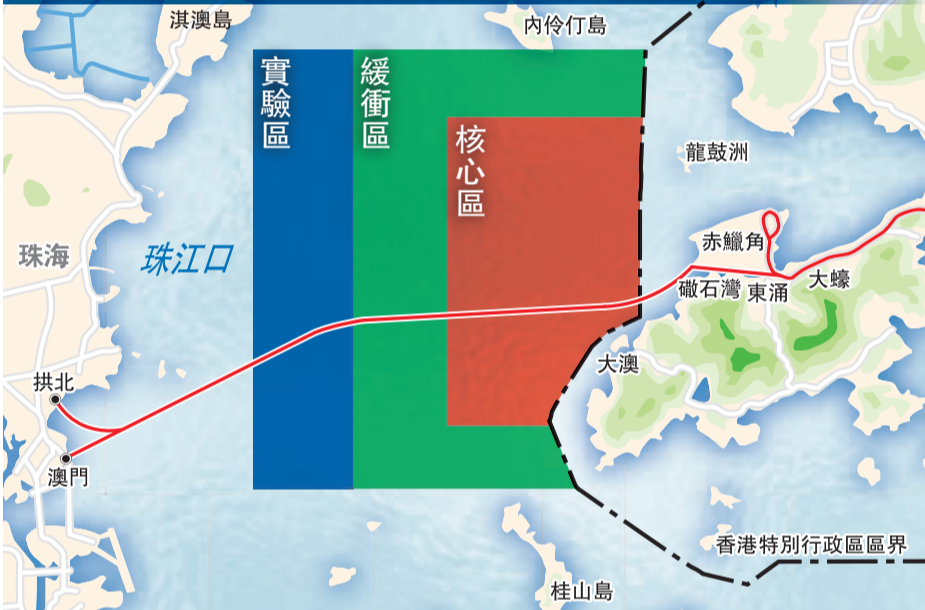 淇澳島
內伶仃島
實驗區
緩衝區
核心區
龍鼓洲
珠海
珠江口
赤鱲角
䃟石灣
東涌
大蠔
大澳
拱北
澳門
香港特別行政區區界
桂山島